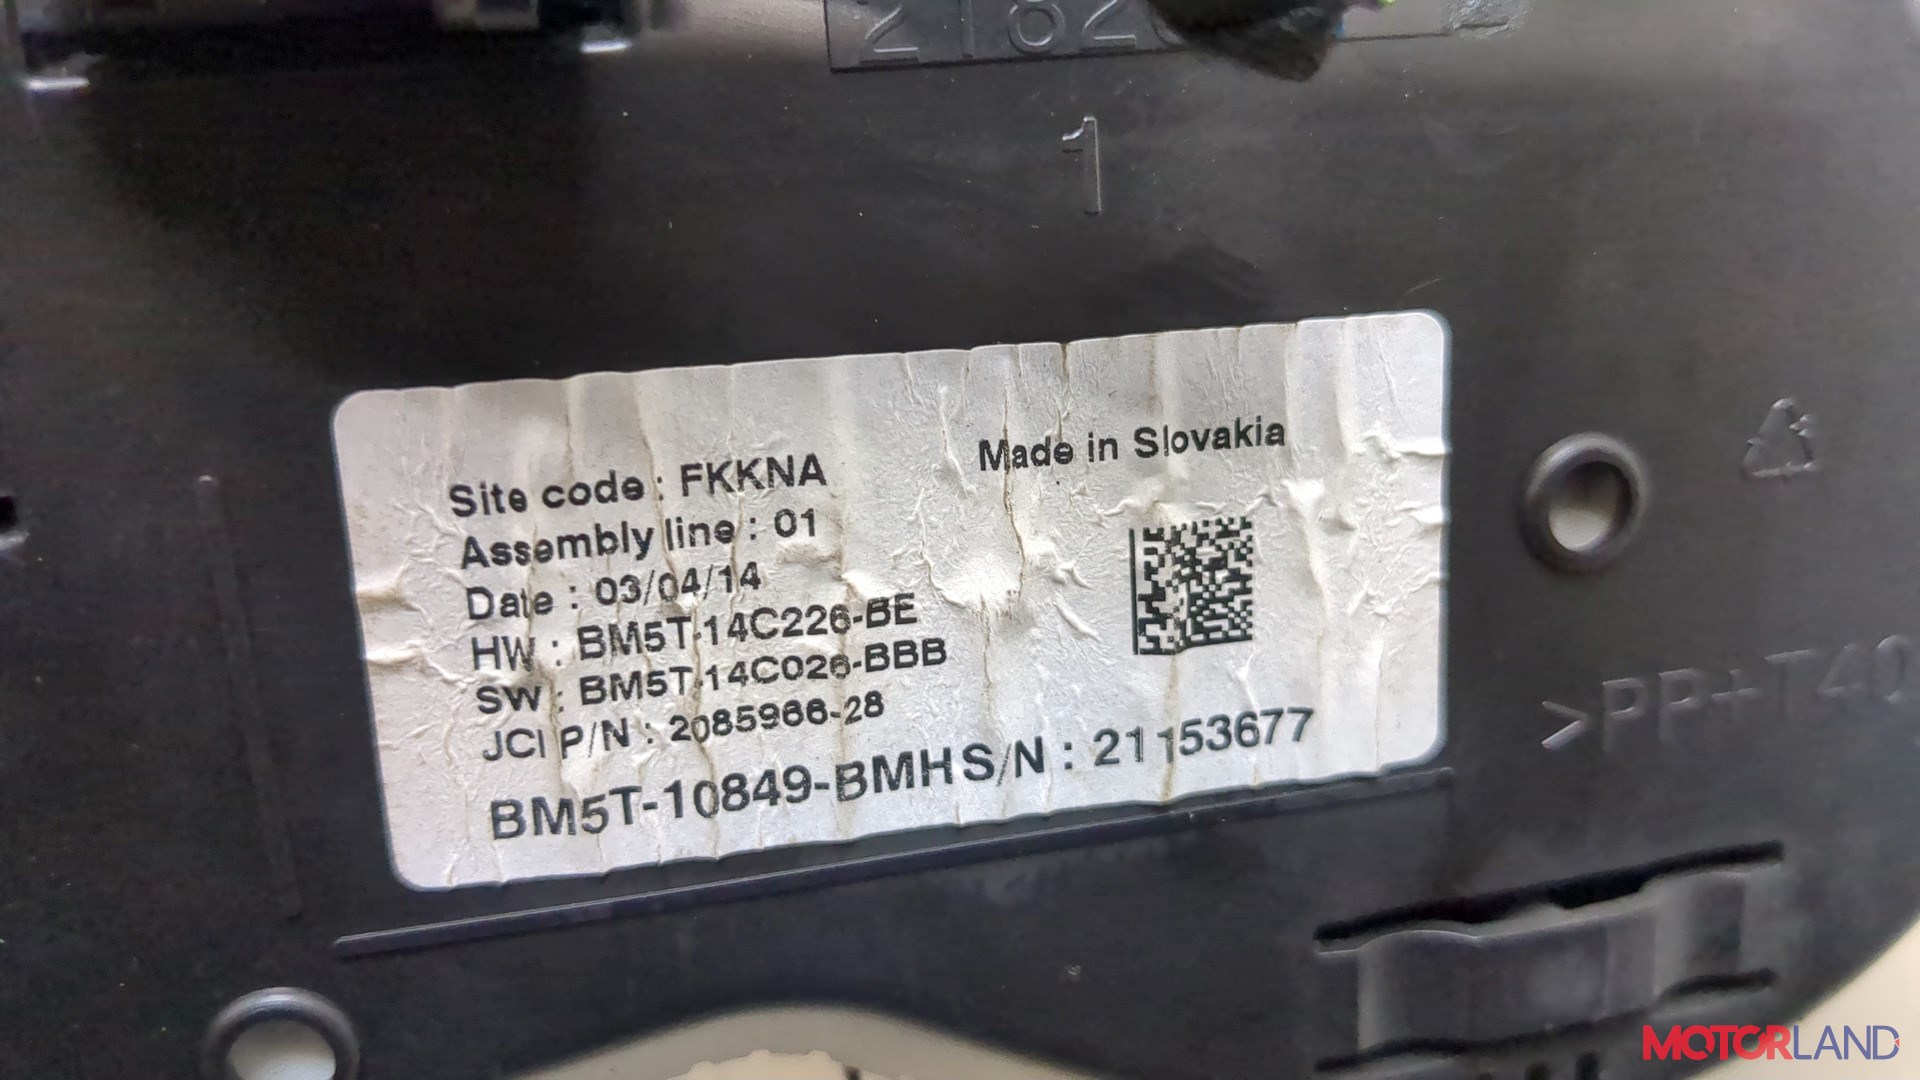 2182
1
Site code : FKKNA
Made in Slovakia
Assembly line : 01
Date : 03/04/14
HW : BM5T-14C226-BE
SW : BM5T-14C026-BBB
JCI P/N : 2085966-28
BM5T-10849-BMH S/N : 21153677
>PP+T40
MOTORLAND